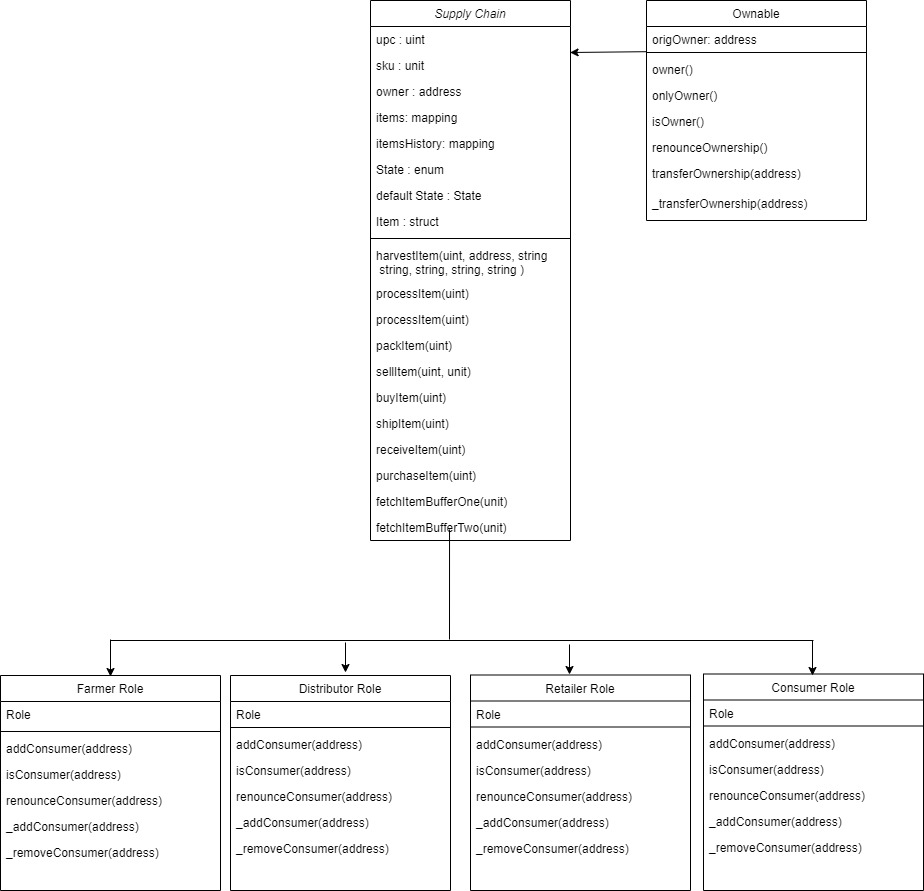 Supply Chain
upc : uint
sku : unit
owner : address
items: mapping
itemsHistory: mapping
State : enum
default State : State
Item : struct
harvestItem(uint, address, string
string, string, string, string )
processItem(uint)
processItem(uint)
packItem(uint)
sellItem(uint, unit)
buyItem(uint)
shipItem(uint)
receiveItem(uint)
purchaseItem(uint)
fetchItemBufferOne(unit)
fetchItemBufferTwo(unit)
Ownable
origOwner: address
owner()
onlyOwner()
isOwner()
renounceOwnership()
transferOwnership(address)
_transferOwnership(address)
Farmer Role
Role
addConsumer(address)
isConsumer(address)
renounceConsumer(address)
_addConsumer(address)
_removeConsumer(address)
Distributor Role
Role
addConsumer(address)
isConsumer(address)
renounceConsumer(address)
_addConsumer(address)
_removeConsumer(address)
Retailer Role
Role
addConsumer(address)
isConsumer(address)
renounceConsumer(address)
_addConsumer(address)
_removeConsumer(address)
Consumer Role
Role
addConsumer(address)
isConsumer(address)
renounceConsumer(address)
_addConsumer(address)
_removeConsumer(address)